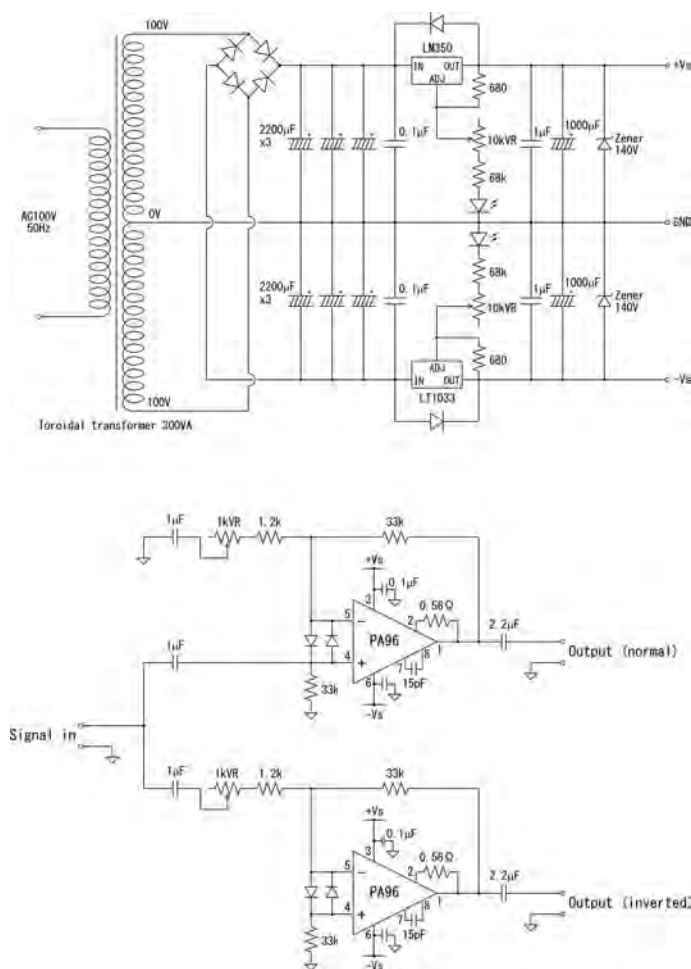 100V
LM350
IN OUT
ADJ
+Vs
680
2200μF
x3
0.1μF
10kVR
1μF
1000μF
Zener
140V
68k
AC100V
50Hz
0V
GND
2200μF
x3
0.1μF
68k
10kVR
1μF
1000μF
Zener
140V
680
ADJ
IN OUT
-Vs
LT1033
100V
Toroidal transformer 300VA
1μF
1kVR
1.2k
33k
+Vs
0.1μF
3
0.56Ω
2
5
-
PA96
1
2.2μF
Output (normal)
1μF
4
+
8
7
6
15pF
33k
-Vs
Signal in
1μF
1kVR
1.2k
33k
+Vs
0.1μF
3
0.56Ω
2
5
-
PA96
1
2.2μF
Output (inverted)
4
+
8
7
6
15pF
33k
-Vs